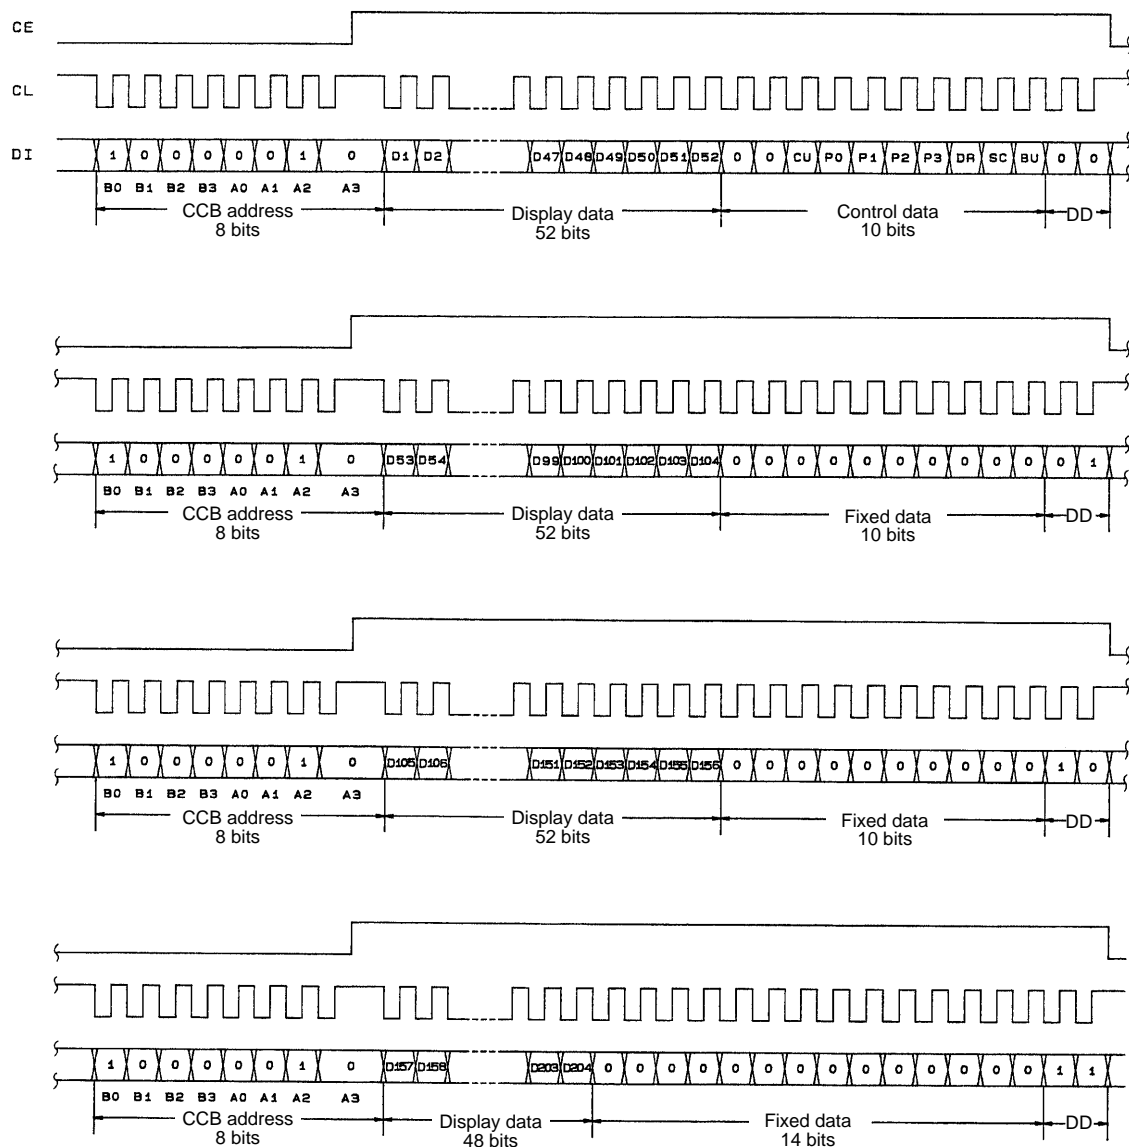 CE
CL
DI 1 0 0 0 0 0 1 0 D1 D2 D47 D48 D49 D50 D51 D52 0 0 CU P0 P1 P2 P3 DR SC BU 0 0
B0 B1 B2 B3 A0 A1 A2 A3
CCB address Display data Control data DD
8 bits 52 bits 10 bits
1 0 0 0 0 0 1 0 D53 D54 D99 D100 D101 D102 D103 D104 0 0 0 0 0 0 0 0 0 0 0 1
B0 B1 B2 B3 A0 A1 A2 A3
CCB address Display data Fixed data DD
8 bits 52 bits 10 bits
1 0 0 0 0 0 1 0 D105 D106 D151 D152 D153 D154 D155 D156 0 0 0 0 0 0 0 0 0 0 1 0
B0 B1 B2 B3 A0 A1 A2 A3
CCB address Display data Fixed data DD
8 bits 52 bits 10 bits
1 0 0 0 0 0 1 0 D157 D158 D203 D204 0 0 0 0 0 0 0 0 0 0 0 0 0 0 1 1
B0 B1 B2 B3 A0 A1 A2 A3
CCB address Display data Fixed data DD
8 bits 48 bits 14 bits